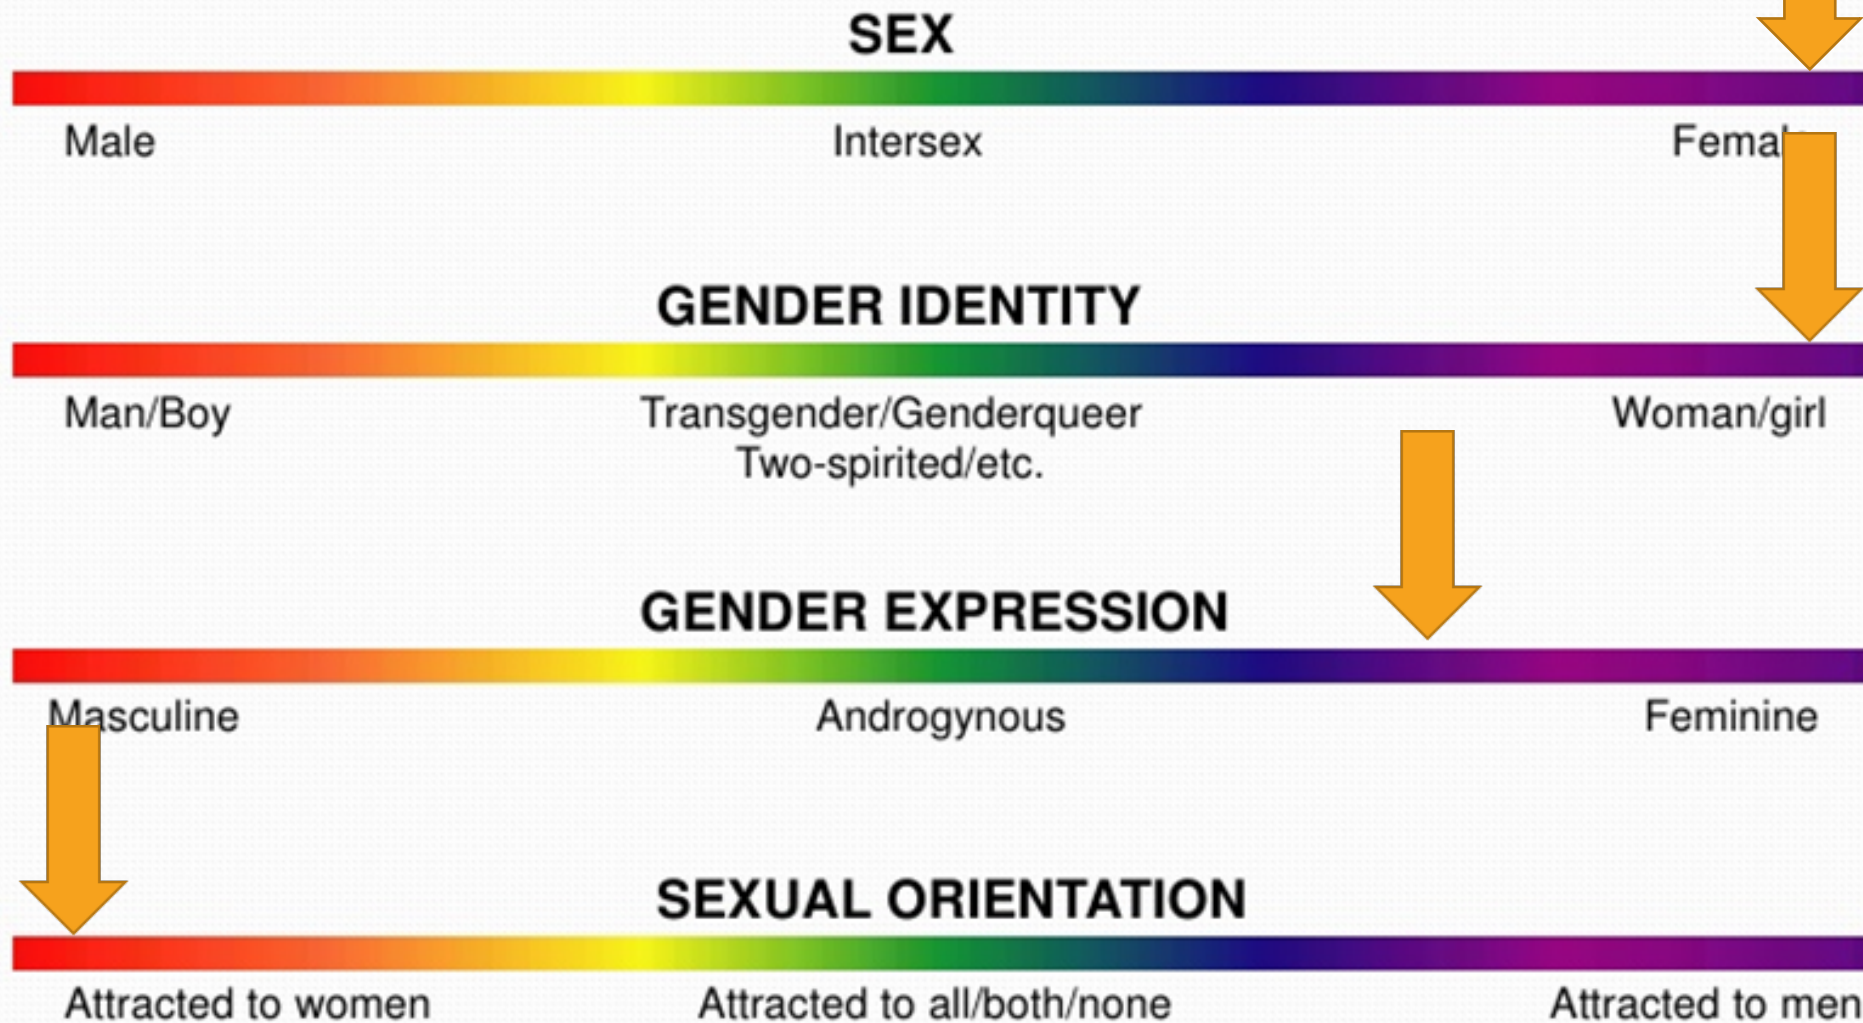 SEX
Male Intersex Female
GENDER IDENTITY
Man/Boy Transgender/Genderqueer Woman/girl
Two-spirited/etc.
GENDER EXPRESSION
Masculine Androgynous Feminine
SEXUAL ORIENTATION
Attracted to women Attracted to all/both/none Attracted to men